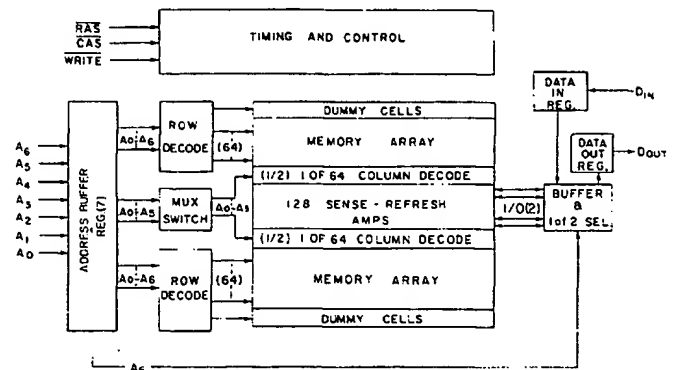 RAS
CAS
WRITE
TIMING AND CONTROL
DATA
IN
REG.
DIN
DATA
OUT
REG.
DOUT
A6
A5
A4
A3
A2
A1
A0
ADDRESS BUFFER
REG.(7)
A0-A6
ROW
DECODE
(64)
DUMMY CELLS
MEMORY ARRAY
(1/2) 1 OF 64 COLUMN DECODE
A0-A5
MUX
SWITCH
A0-A5
128 SENSE - REFRESH
AMPS
I/O(2)
BUFFER
&
1 of 2 SEL.
(1/2) 1 OF 64 COLUMN DECODE
A0-A6
ROW
DECODE
(64)
MEMORY ARRAY
DUMMY CELLS
A6